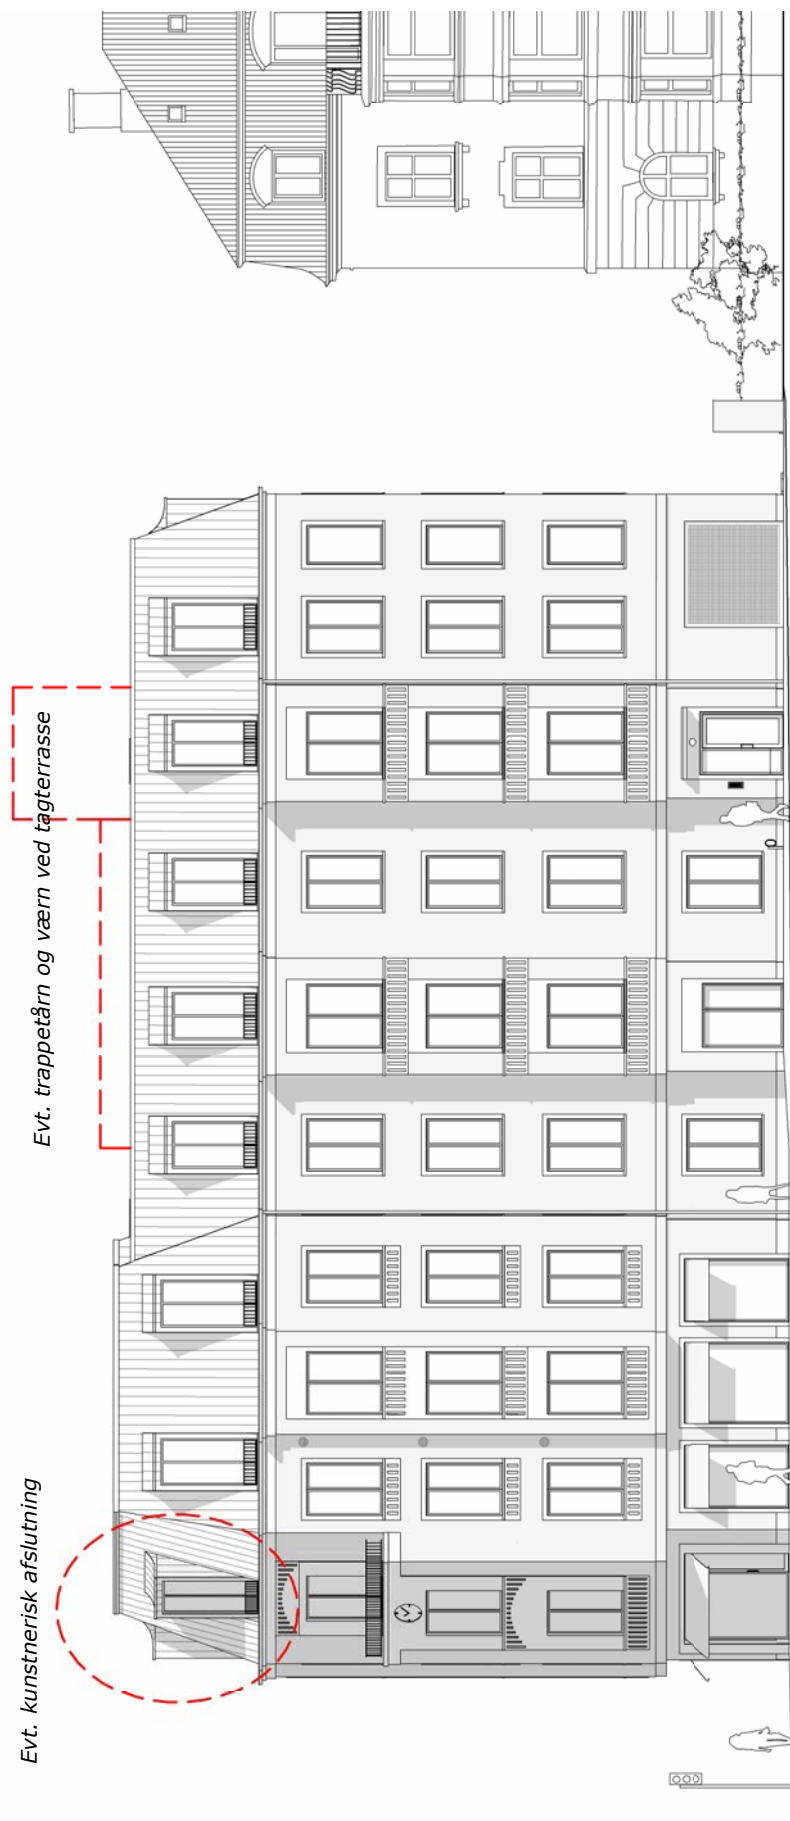 Evt. kunstnerisk afslutning
Evt. trappetårn og værn ved tagterrasse